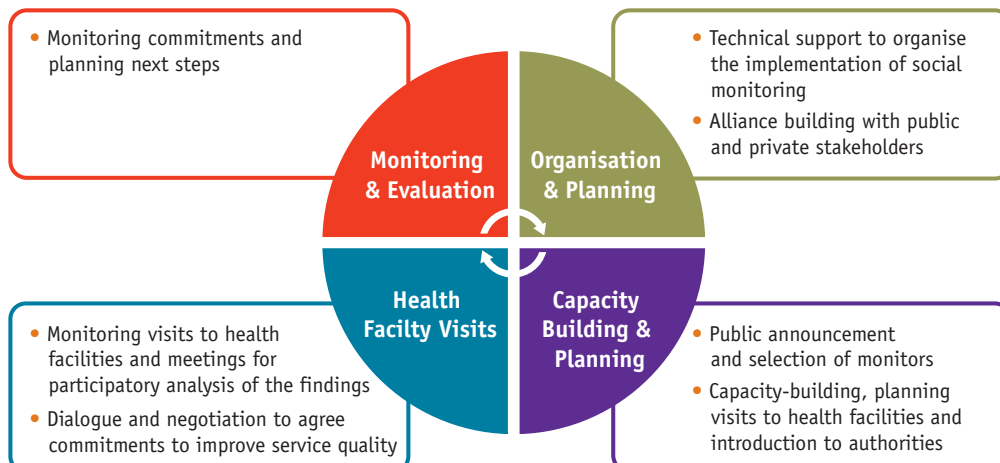 • Monitoring commitments and
planning next steps
• Technical support to organise
the implementation of social
monitoring
• Alliance building with public
and private stakeholders
Monitoring
& Evaluation
Organisation
& Planning
Health
Facilty Visits
Capacity
Building &
Planning
• Monitoring visits to health
facilities and meetings for
participatory analysis of the findings
• Dialogue and negotiation to agree
commitments to improve service quality
• Public announcement
and selection of monitors
• Capacity-building, planning
visits to health facilities and
introduction to authorities